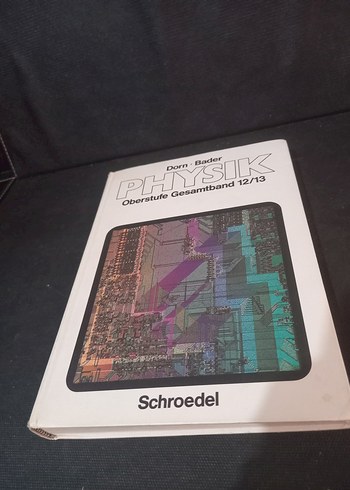 Dorn · Bader
PHYSIK
Oberstufe Gesamtband 12/13
Schroedel